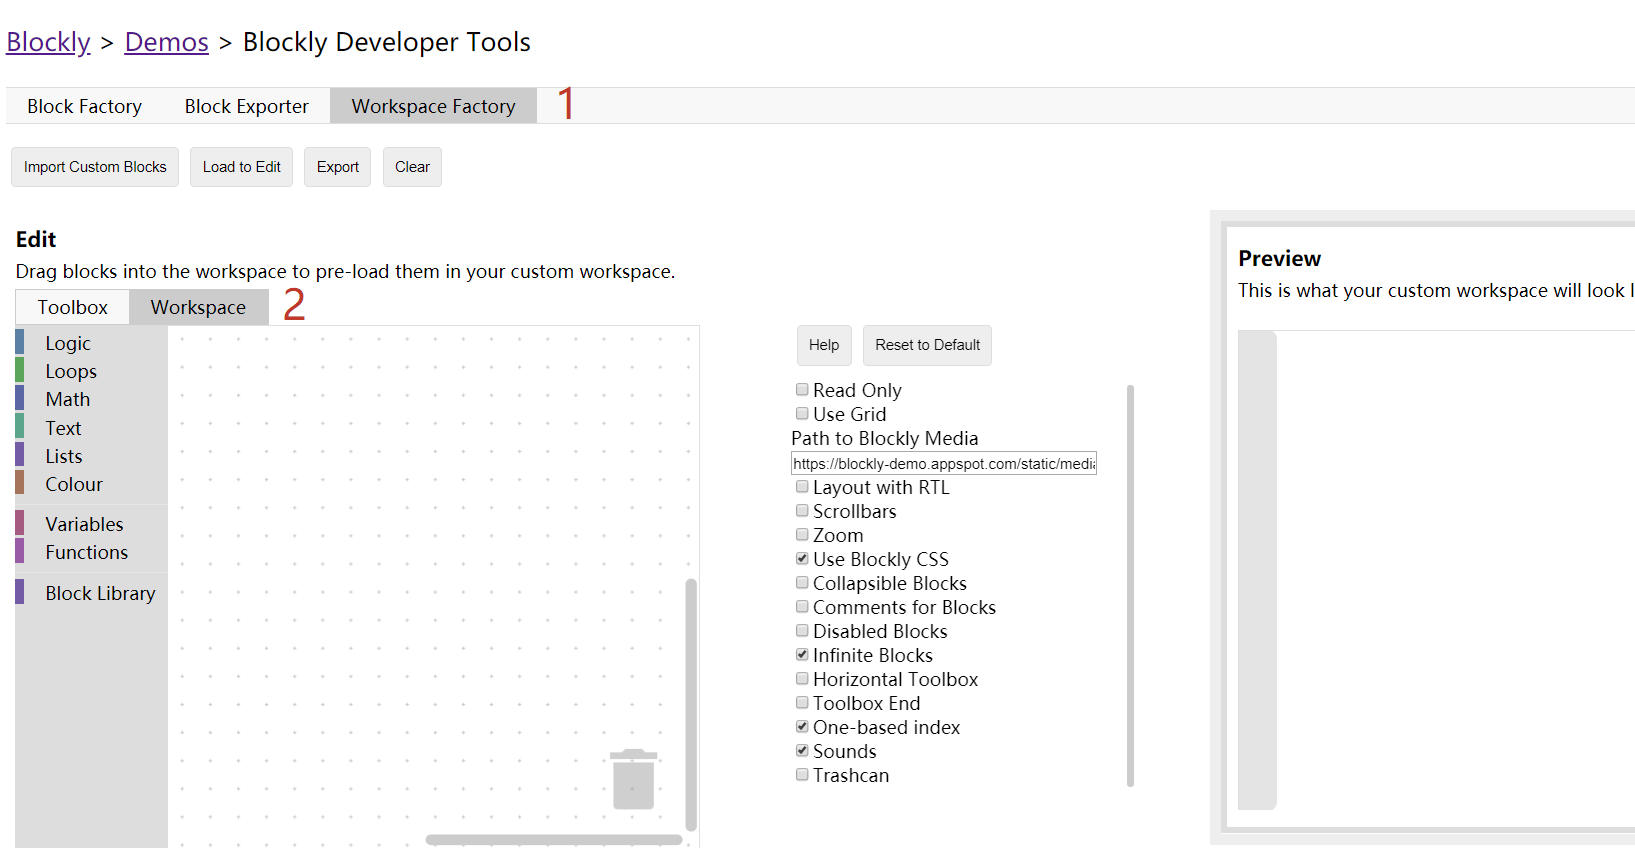 Blockly > Demos > Blockly Developer Tools
Block Factory Block Exporter Workspace Factory 1
Import Custom Blocks Load to Edit Export Clear
Edit
Drag blocks into the workspace to pre-load them in your custom workspace.
Toolbox Workspace 2
Logic
Loops
Math
Text
Lists
Colour
Variables
Functions
Block Library
Help Reset to Default
Read Only
Use Grid
Path to Blockly Media
https://blockly-demo.appspot.com/static/media
Layout with RTL
Scrollbars
Zoom
Use Blockly CSS
Collapsible Blocks
Comments for Blocks
Disabled Blocks
Infinite Blocks
Horizontal Toolbox
Toolbox End
One-based index
Sounds
Trashcan
Preview
This is what your custom workspace will look